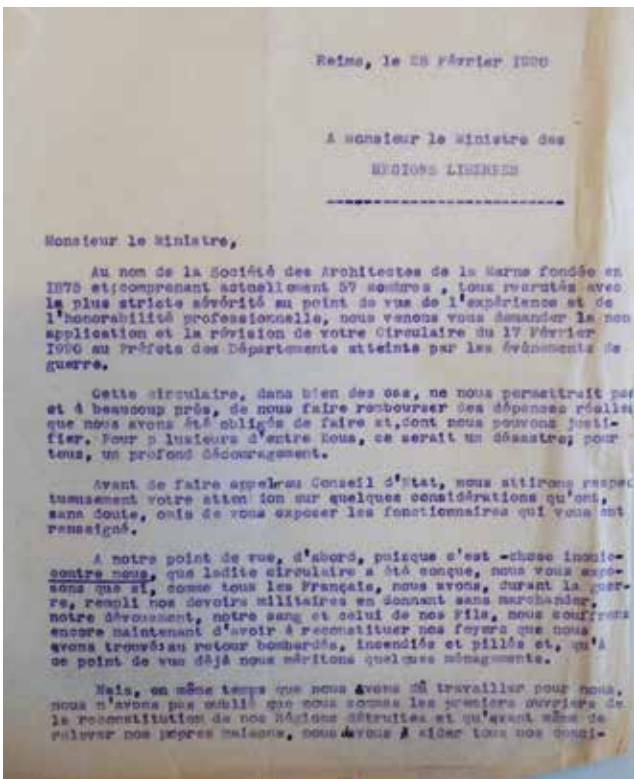 Reims, le 28 Février 1920
A monsieur le Ministre des
REGIONS LIBEREES
Monsieur le Ministre,
Au nom de la Société des Architectes de la Marne fondée en
1875 et;comprenant actuellement 57 membres , tous recrutés avec
la plus stricte sévérité au point de vue de l'expérience et de
l'honorabilité professionnelle, nous venons vous demander la non
application et la révision de votre Circulaire du 17 Février
1920 au Préfets des Départements atteints par les évènements de
guerre.
Cette circulaire, dans bien des cas, ne nous permettrait pas
et à beaucoup près, de nous faire rembourser des dépenses réelles
que nous avons été obligés de faire et,dont nous pouvons justi-
fier. Pour p lusieurs d'entre Nous, ce serait un désastre; pour
tous, un profond découragement.
Avant de faire appel au Conseil d'Etat, nous attirons respec
tueusement votre atten ion sur quelques considérations qu'ont,
sans doute, omis de vous exposer les fonctionnaires qui vous ont
renseigné.
A notre point de vue, d'abord, puisque c'est -chose inouie-
contre nous, que ladite circulaire a été conçue, nous vous expo-
sons que si, comme tous les Français, nous avons, durant la guer-
re, rempli nos devoirs militaires en donnant sans marchander,
notre dévouement, notre sang et celui de nos Fils, nous souffrons
encore maintenant d'avoir à reconstituer nos foyers que nous
avons trouvés au retour bombardés, incendiés et pillés et, qu'à
ce point de vue déjà nous méritons quelques ménagements.
Mais, en même temps que nous avons dû travailler pour nous,
nous n'avons pas oublié que nous sommes les premiers ouvriers de
la reconstitution de nos Régions détruites et qu'avant même de
relever nos propres maisons, nous avons à aider tous nos conci-